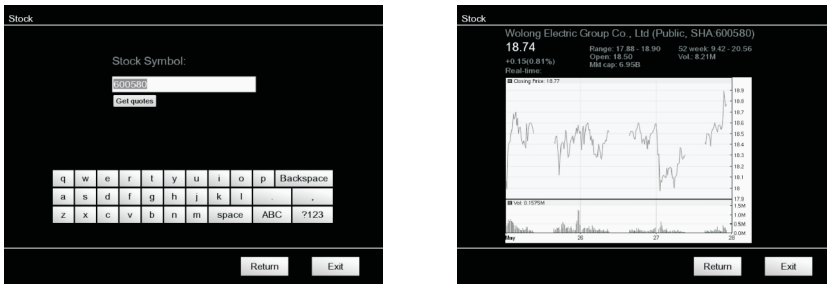 Stock
Stock Symbol:
600580
Get quotes
q w e r t y u i o p Backspace
a s d f g h j k l . ,
z x c v b n m space ABC ?123
Return Exit
Stock
Wolong Electric Group Co., Ltd (Public, SHA:600580)
18.74 Range: 17.88 - 18.90 52 week: 9.42 - 20.56
+0.15(0.81%) Open: 18.50 Vol.: 8.21M
Real-time: Mkt cap: 6.95B
Closing Price: 18.77
18.9
18.8
18.7
18.6
18.5
18.4
18.3
18.2
18.1
18
17.9
Vol: 0.1575M
1.5M
1.0M
0.5M
0.0M
May 26 27 28
Return Exit